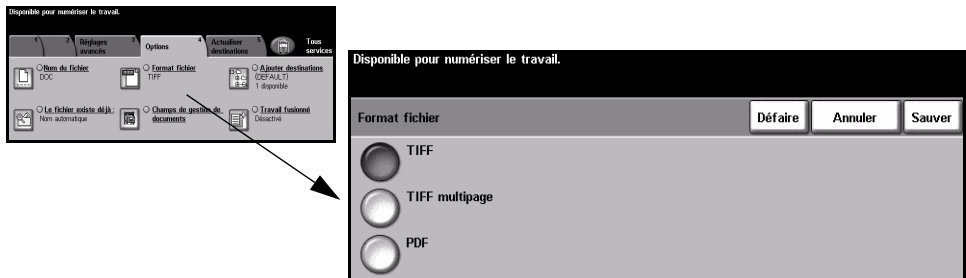 Disponible pour numériser le travail.
1
2 Réglages avancés
3 Options
4 Actualiser destinations
5
Tous services
Nom du fichier
DOC
Format fichier
TIFF
Ajouter destinations
(DEFAULT)
1 disponible
Le fichier existe déjà :
Nom automatique
Champs de gestion de
documents
Travail fusionné
Désactivé
Disponible pour numériser le travail.
Format fichier
Défaire
Annuler
Sauver
TIFF
TIFF multipage
PDF